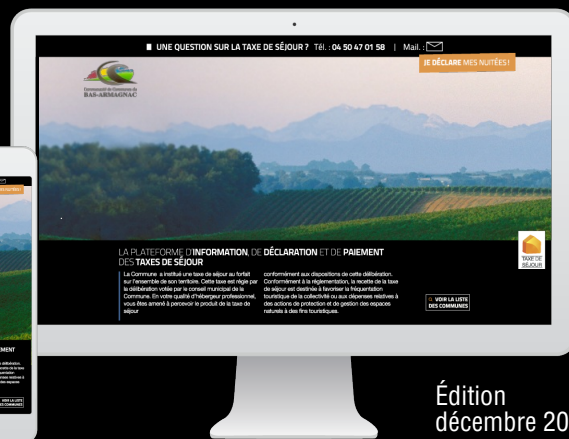 UNE QUESTION SUR LA TAXE DE SÉJOUR ? Tél. : 04 50 47 01 58 | Mail. :
JE DÉCLARE MES NUITÉES !
Communauté de Communes du
BAS-ARMAGNAC
LA PLATEFORME D'INFORMATION, DE DÉCLARATION ET DE PAIEMENT
DES TAXES DE SÉJOUR
La Commune a institué une taxe de séjour au forfait
sur l'ensemble de son territoire. Cette taxe est régie par
la délibération votée par le conseil municipal de la
Commune. En votre qualité d'hébergeur professionnel,
vous êtes amené à percevoir le produit de la taxe de
séjour
conformément aux dispositions de cette délibération.
Conformément à la réglementation, la recette de la taxe
de séjour est destinée à favoriser la fréquentation
touristique de la collectivité ou aux dépenses relatives à
des actions de protection et de gestion des espaces
naturels à des fins touristiques.
TAXE DE
SÉJOUR
VOIR LA LISTE
DES COMMUNES
VOIR LA LISTE
DES COMMUNES
Édition
décembre 20